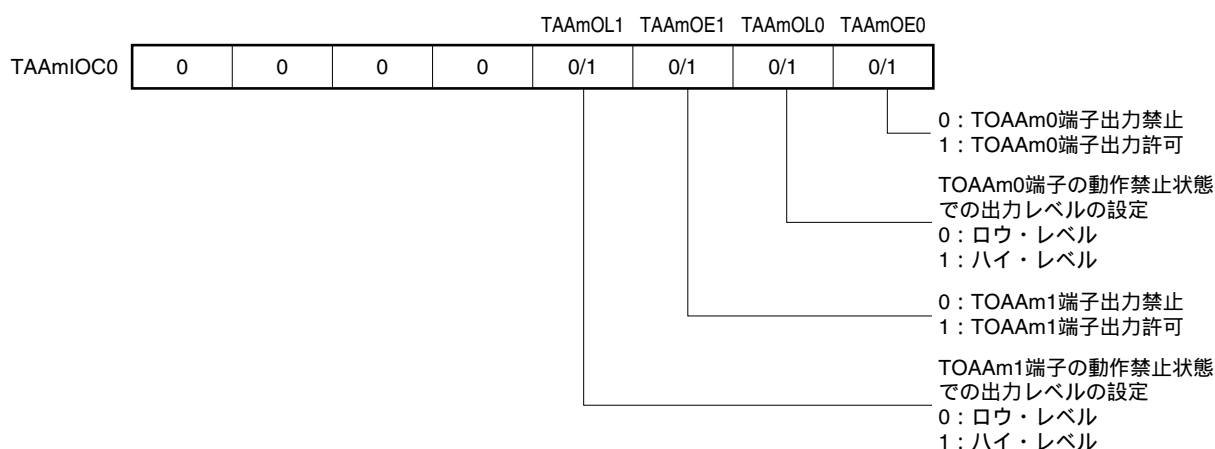 TAAmOL1 TAAmOE1 TAAmOL0 TAAmOE0
TAAmIOC0 0 0 0 0 0/1 0/1 0/1 0/1
0：TOAAm0端子出力禁止
1：TOAAm0端子出力許可
TOAAm0端子の動作禁止状態
での出力レベルの設定
0：ロウ・レベル
1：ハイ・レベル
0：TOAAm1端子出力禁止
1：TOAAm1端子出力許可
TOAAm1端子の動作禁止状態
での出力レベルの設定
0：ロウ・レベル
1：ハイ・レベル